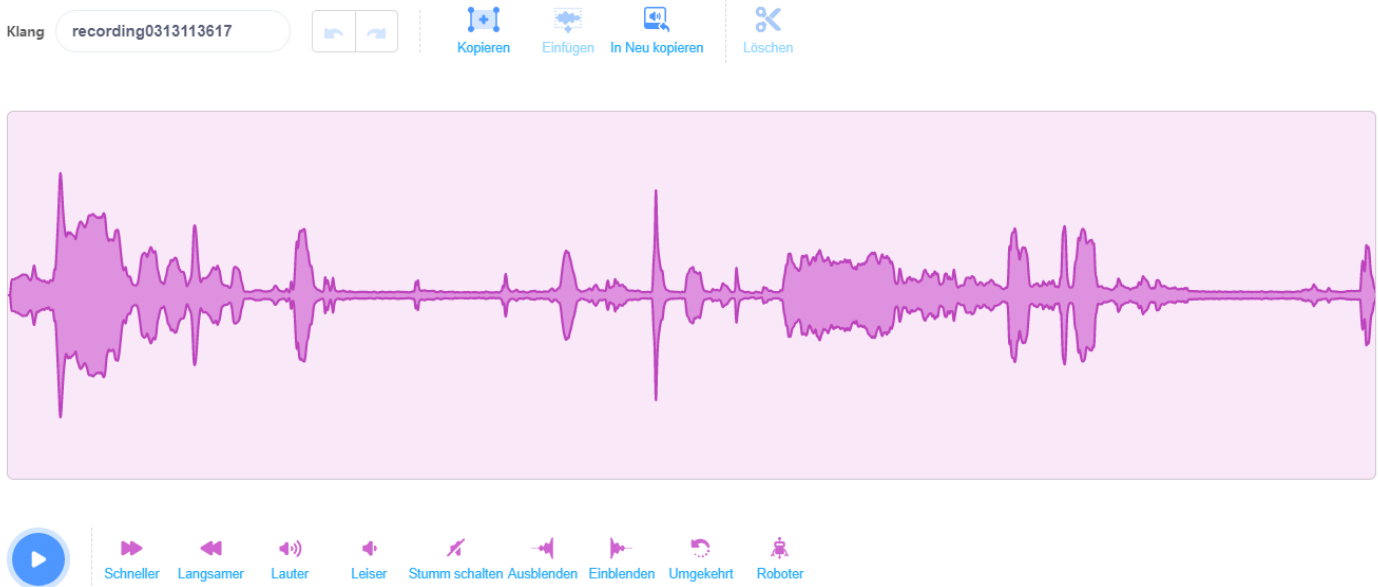 Klang recording0313113617
Kopieren Einfügen In Neu kopieren Löschen
Schneller Langsamer Lauter Leiser Stumm schalten Ausblenden Einblenden Umgekehrt Roboter